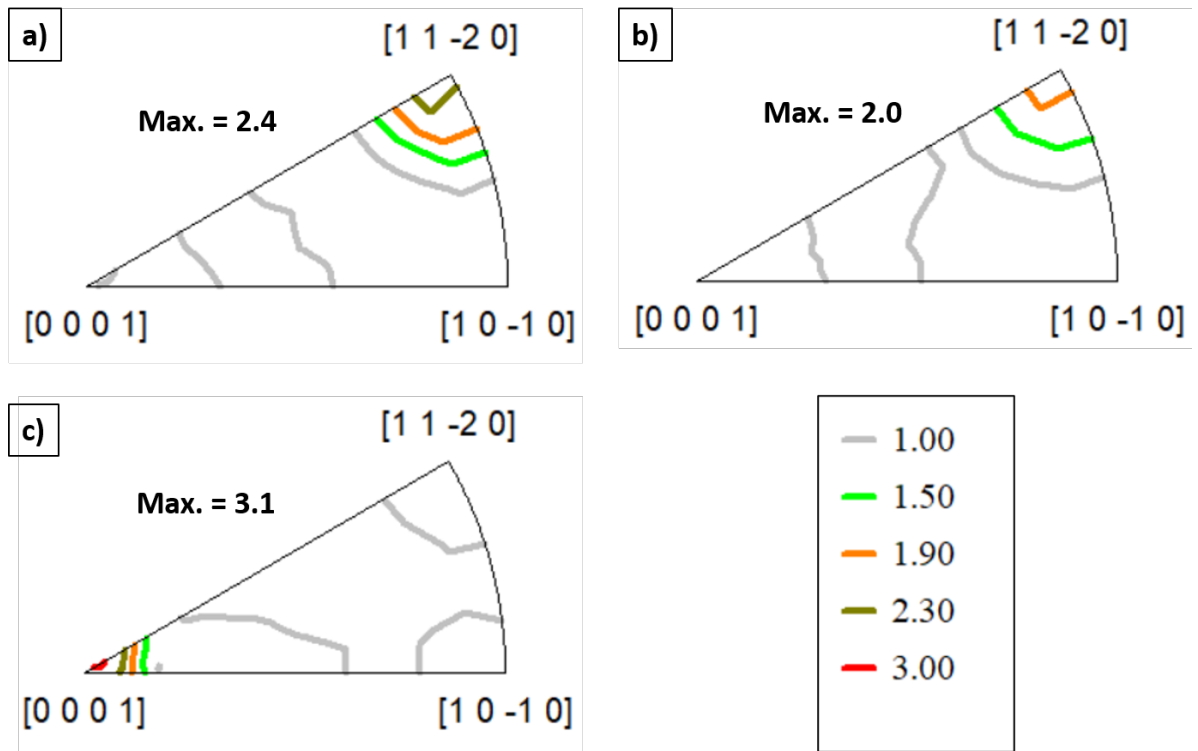 a)
[1 1 -2 0]
Max. = 2.4
[0 0 0 1]
[1 0 -1 0]
b)
[1 1 -2 0]
Max. = 2.0
[0 0 0 1]
[1 0 -1 0]
c)
[1 1 -2 0]
Max. = 3.1
[0 0 0 1]
[1 0 -1 0]
1.00
1.50
1.90
2.30
3.00